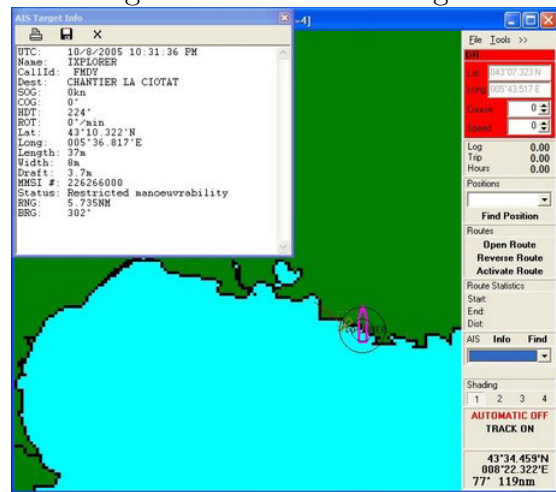 AIS Target Info
UTC: 10/8/2005 10:31:36 PM
Name: IXPLORER
CallId: FMDY
Dest: CHANTIER LA CIOTAT
SOG: 0kn
COG: 0°
HDT: 224°
ROT: 0°/min
Lat: 43°10.322'N
Long: 005°36.817'E
Length: 37m
Width: 8m
Draft: 3.7m
MMSI #: 226266000
Status: Restricted manoeuvrability
RNG: 5.735NM
BRG: 302°
=4]
File Tools >>
DR
Lat 043°07.323 N
Long 005°43.517 E
Course 0
Speed 0
Log 0.00
Trip 0.00
Hours 0.00
Positions
Find Position
Routes
Open Route
Reverse Route
Activate Route
Route Statistics
Start:
End:
Dist:
AIS Info Find
Shading
1 2 3 4
AUTOMATIC OFF
TRACK ON
43°34.459'N
008°22.322'E
77° 119nm